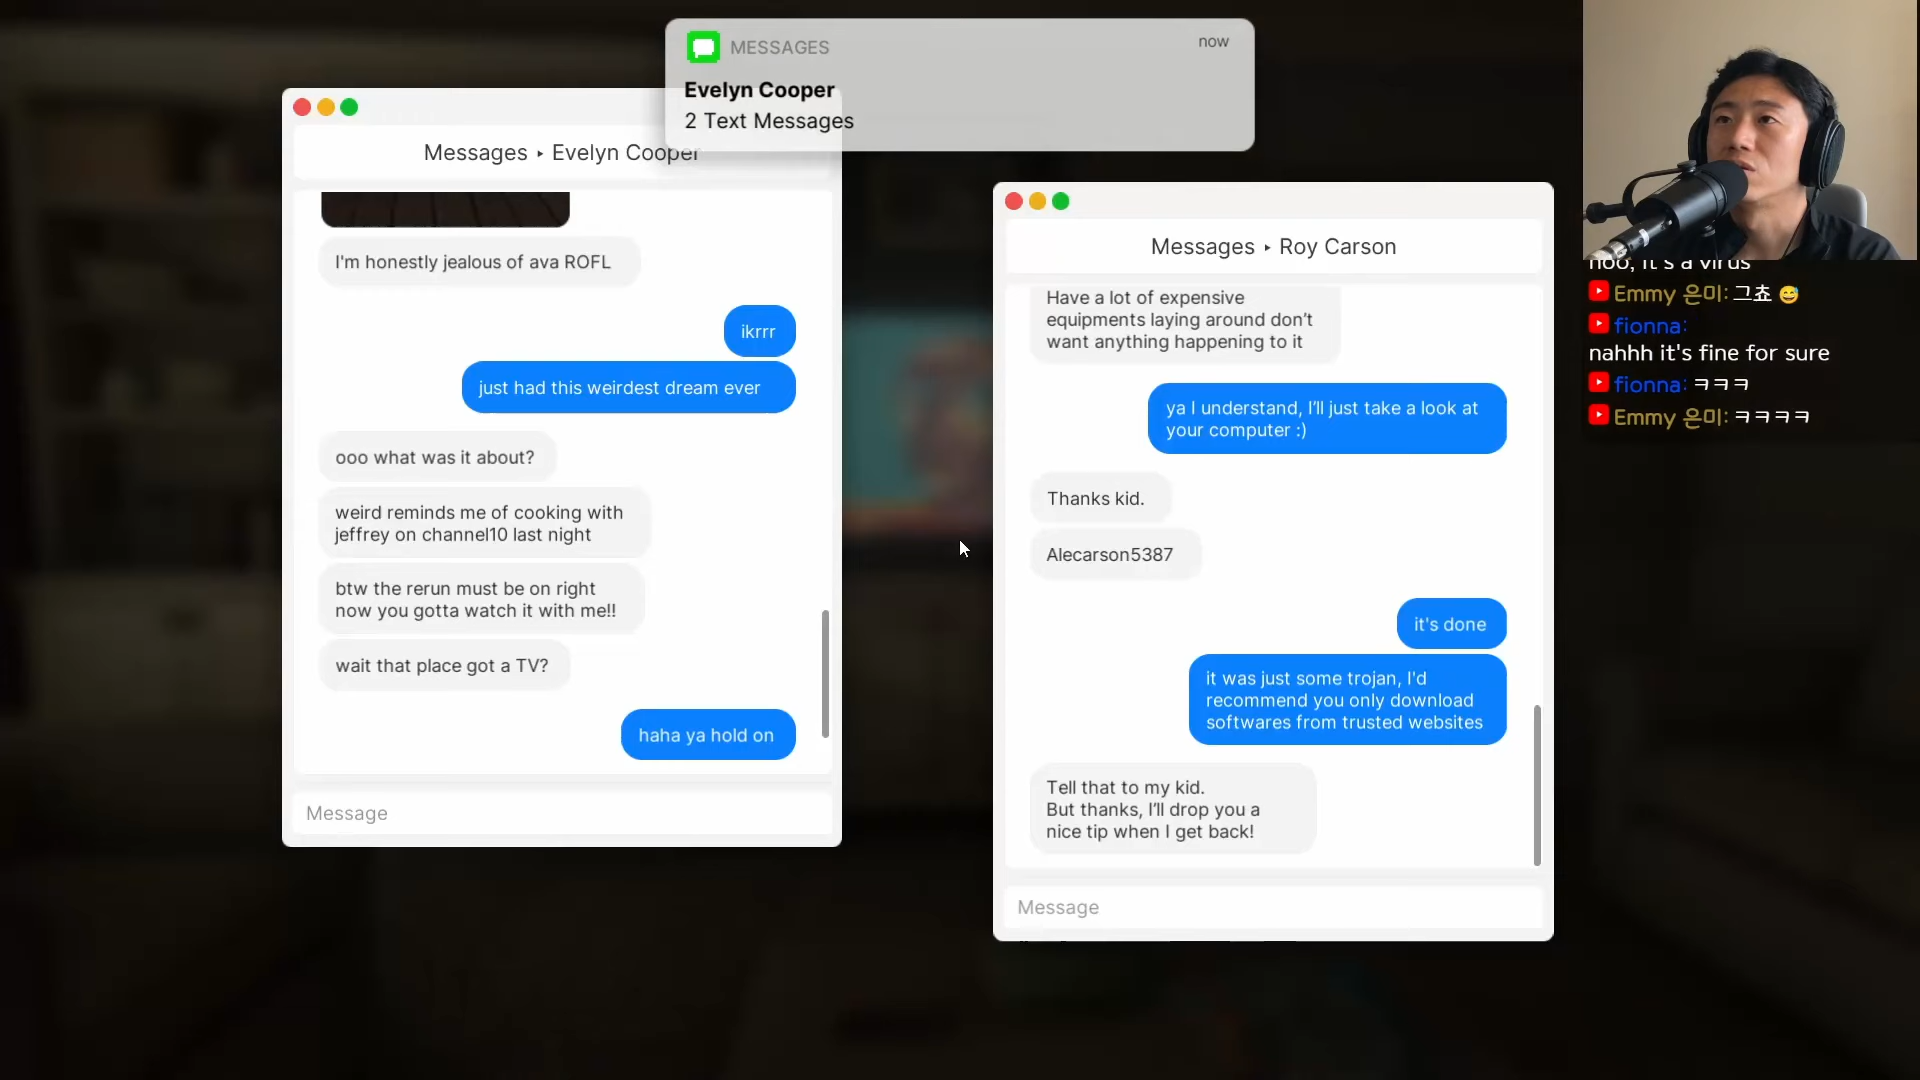 MESSAGES
now
Evelyn Cooper
2 Text Messages
Messages ‣ Evelyn Cooper
I'm honestly jealous of ava ROFL
ikrrr
just had this weirdest dream ever
ooo what was it about?
weird reminds me of cooking with
jeffrey on channel10 last night
btw the rerun must be on right
now you gotta watch it with me!!
wait that place got a TV?
haha ya hold on
Message
Messages ‣ Roy Carson
Have a lot of expensive
equipments laying around don't
want anything happening to it
ya I understand, I'll just take a look at
your computer :)
Thanks kid.
Alecarson5387
it's done
it was just some trojan, I'd
recommend you only download
softwares from trusted websites
Tell that to my kid.
But thanks, I'll drop you a
nice tip when I get back!
Message
noo, it's a virus
Emmy 은미: 그쵸 😅
fionna:
nahhh it's fine for sure
fionna: ㅋㅋㅋ
Emmy 은미: ㅋㅋㅋㅋ